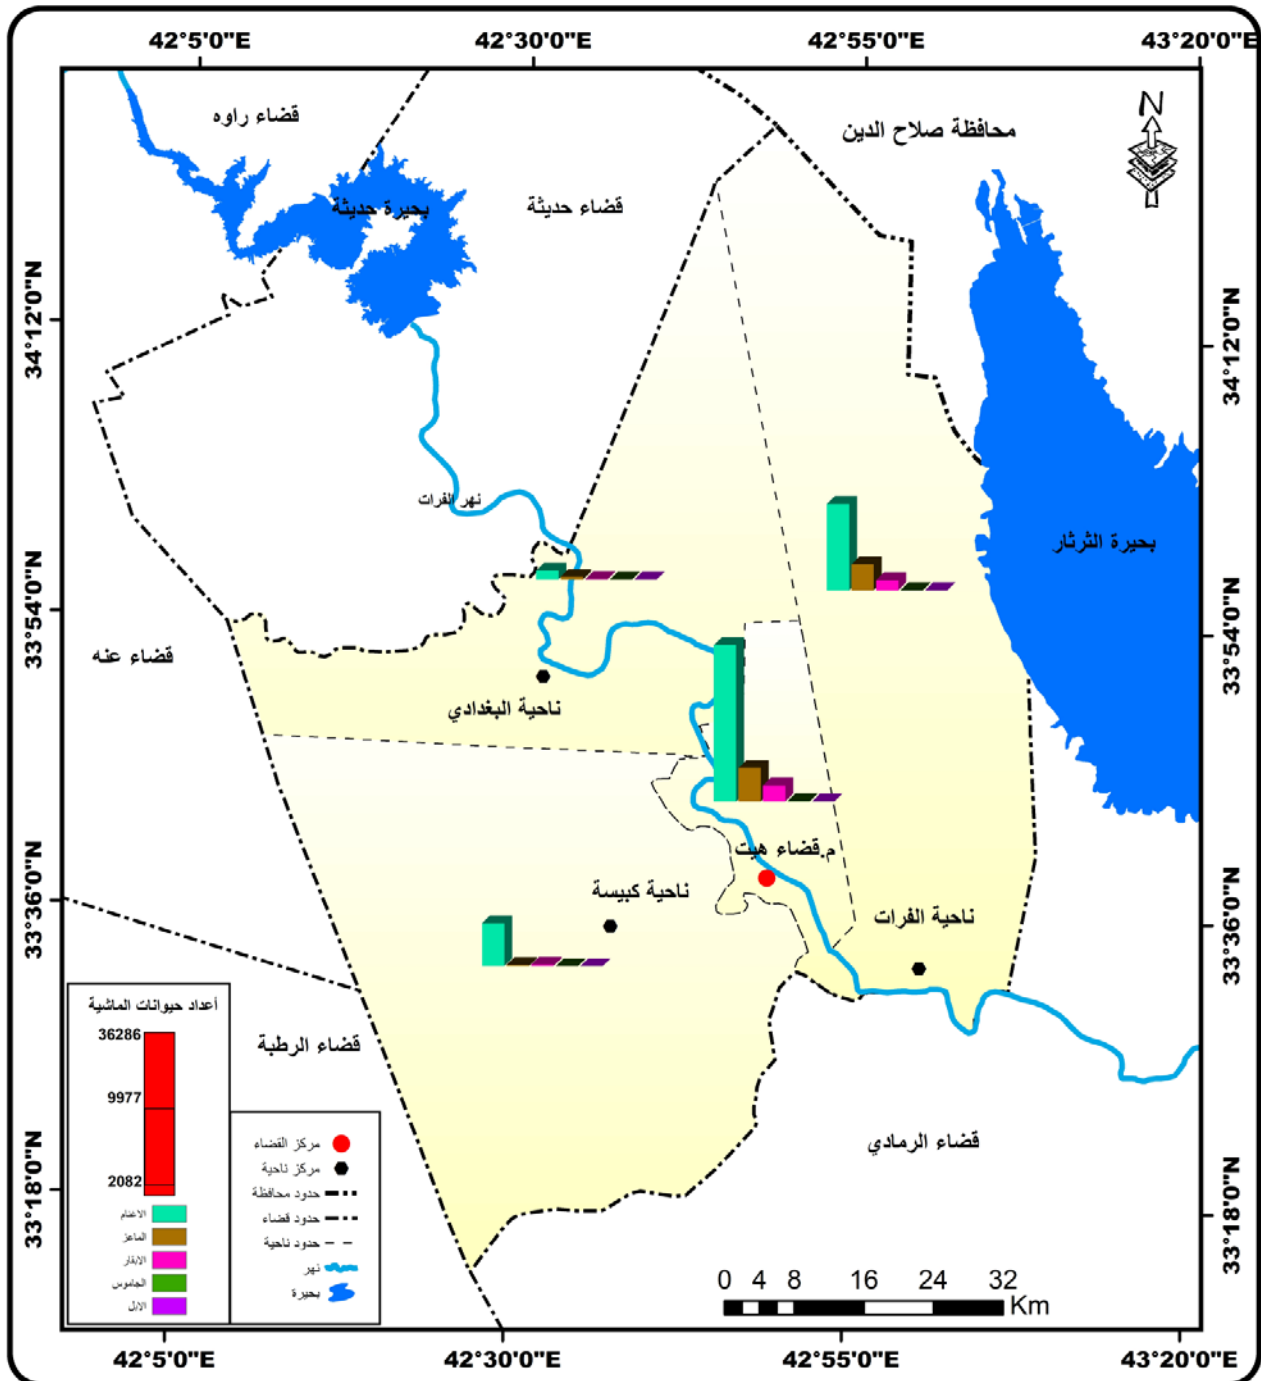 42°5'0"E 42°30'0"E 42°55'0"E 43°20'0"E
N
قضاء راوه
محافظة صلاح الدين
بحيرة حديثة
قضاء حديثة
34°12'0"N
34°12'0"N
نهر الفرات
بحيرة الثرثار
33°54'0"N
33°54'0"N
قضاء عنه
ناحية البغدادي
م.قضاء هيت
ناحية كبيسة
ناحية الفرات
33°36'0"N
33°36'0"N
قضاء الرطبة
قضاء الرمادي
33°18'0"N
33°18'0"N
أعداد حيوانات الماشية
36286
9977
2082
الاغنام
الماعز
الابقار
الجاموس
الابل
مركز القضاء
مركز ناحية
حدود محافظة
حدود قضاء
حدود ناحية
نهر
بحيرة
0 4 8 16 24 32
Km
42°5'0"E 42°30'0"E 42°55'0"E 43°20'0"E